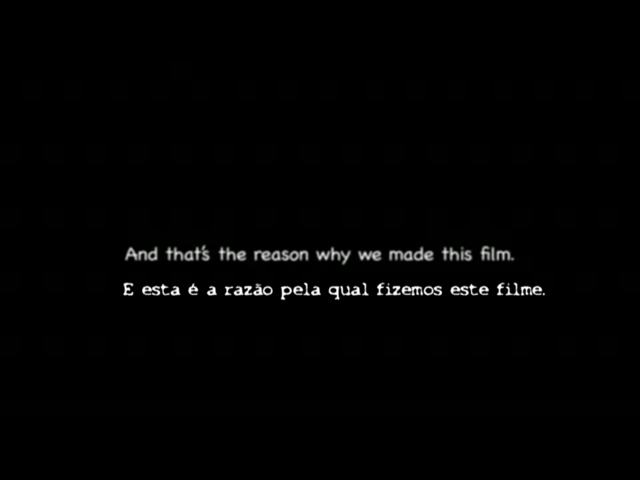 And that's the reason why we made this film.
E esta é a razão pela qual fizemos este filme.